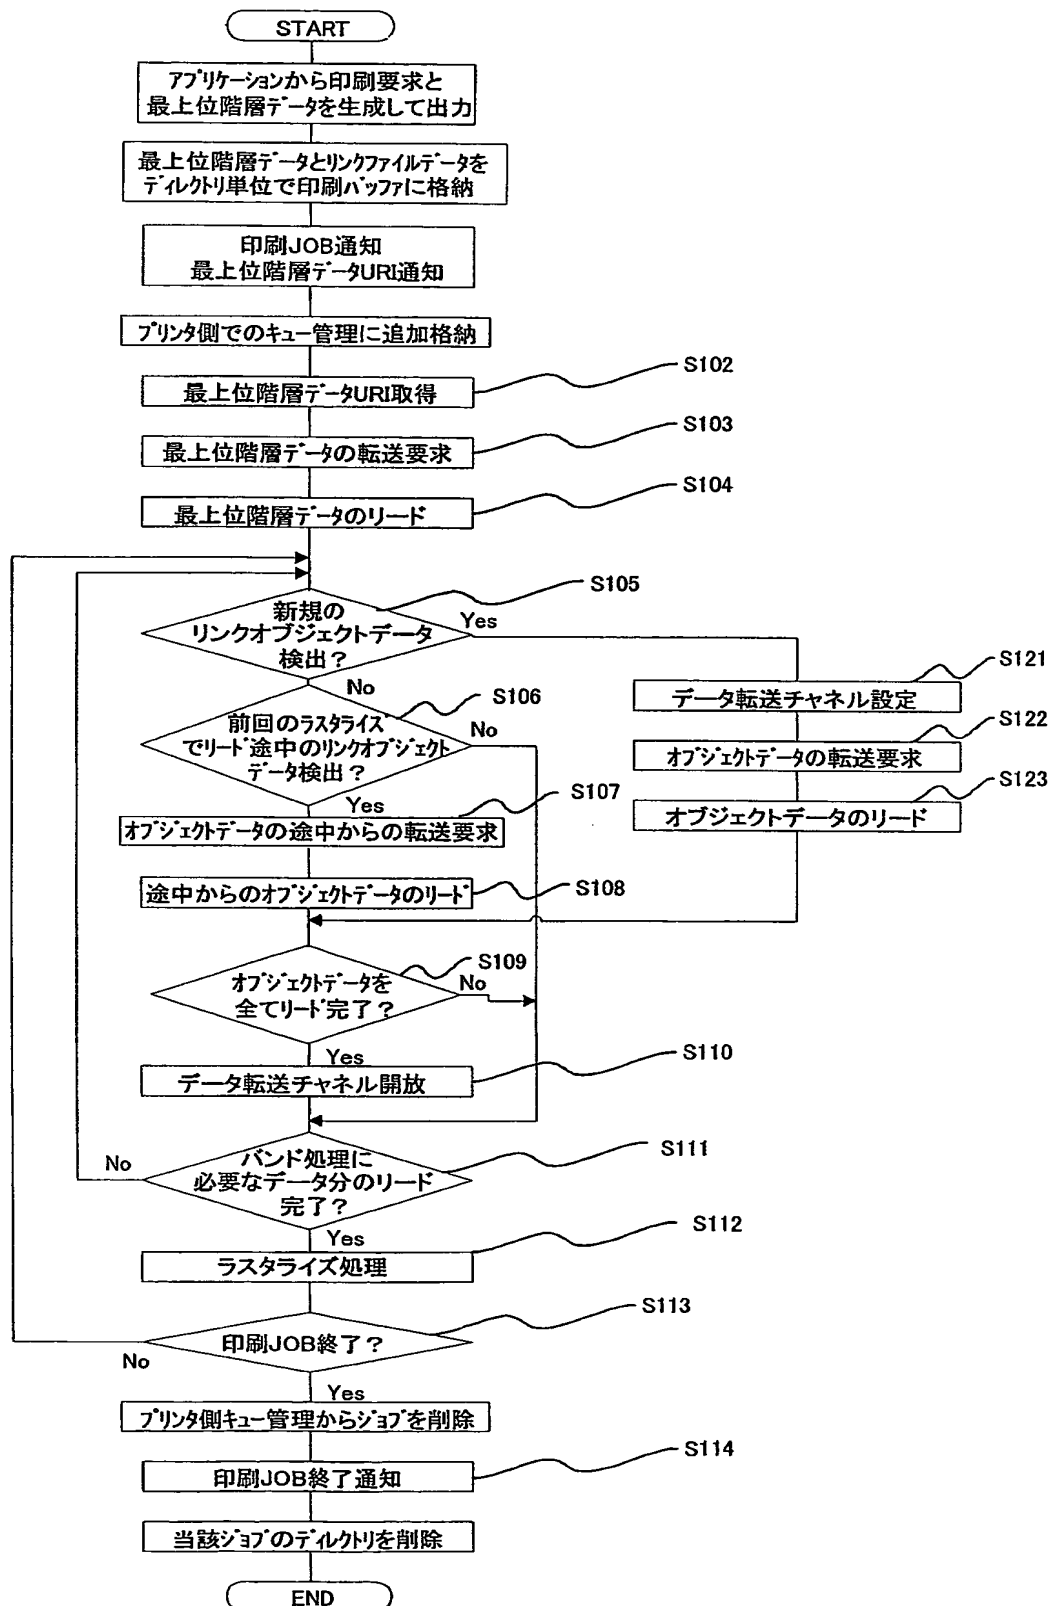 START
アプリケーションから印刷要求と
最上位階層データを生成して出力
最上位階層データとリンクファイルデータを
ディレクトリ単位で印刷バッファに格納
印刷JOB通知
最上位階層データURI通知
プリンタ側でのキュー管理に追加格納
S102
最上位階層データURI取得
S103
最上位階層データの転送要求
S104
最上位階層データのリード
S105
新規の
リンクオブジェクトデータ
検出？
Yes
No
S121
データ転送チャネル設定
S122
オブジェクトデータの転送要求
S123
オブジェクトデータのリード
S106
前回のラスタライズ
でリード途中のリンクオブジェクト
データ検出？
No
Yes
S107
オブジェクトデータの途中からの転送要求
S108
途中からのオブジェクトデータのリード
S109
オブジェクトデータを
全てリード完了？
No
Yes
S110
データ転送チャネル開放
S111
バンド処理に
必要なデータ分のリード
完了？
No
Yes
S112
ラスタライズ処理
S113
印刷JOB終了？
No
Yes
プリンタ側キュー管理からジョブを削除
S114
印刷JOB終了通知
当該ジョブのディレクトリを削除
END